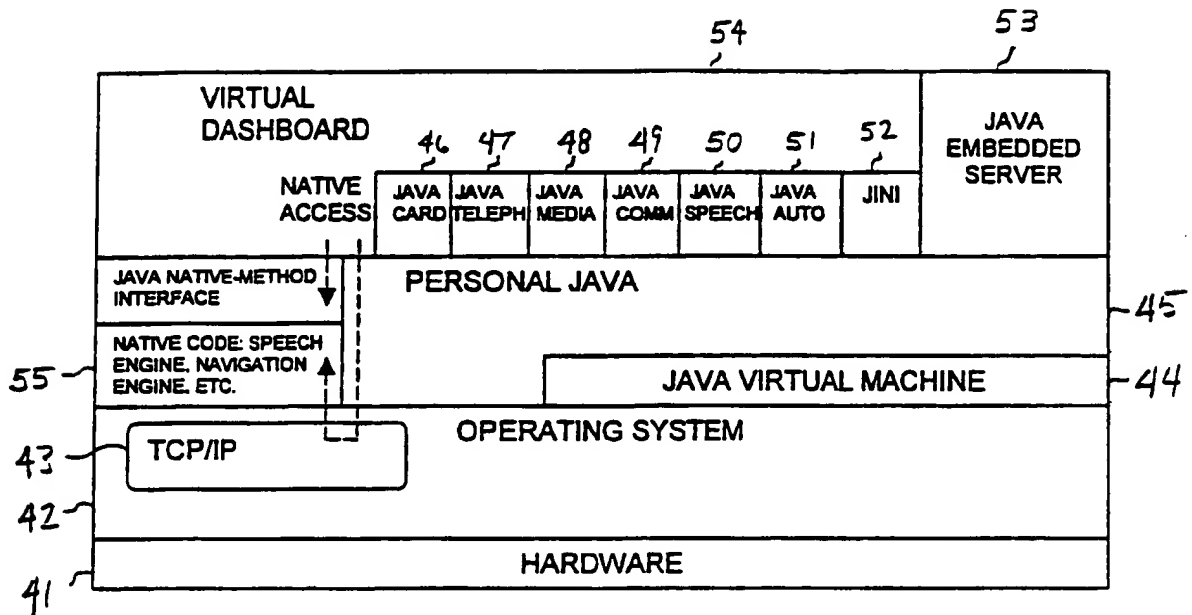 53
54
VIRTUAL
DASHBOARD
JAVA
EMBEDDED
SERVER
46
47
48
49
50
51
52
NATIVE
ACCESS
JAVA
CARD
JAVA
TELEPH
JAVA
MEDIA
JAVA
COMM
JAVA
SPEECH
JAVA
AUTO
JINI
JAVA NATIVE-METHOD
INTERFACE
PERSONAL JAVA
45
NATIVE CODE: SPEECH
ENGINE, NAVIGATION
ENGINE, ETC.
55
JAVA VIRTUAL MACHINE
44
OPERATING SYSTEM
TCP/IP
43
42
HARDWARE
41